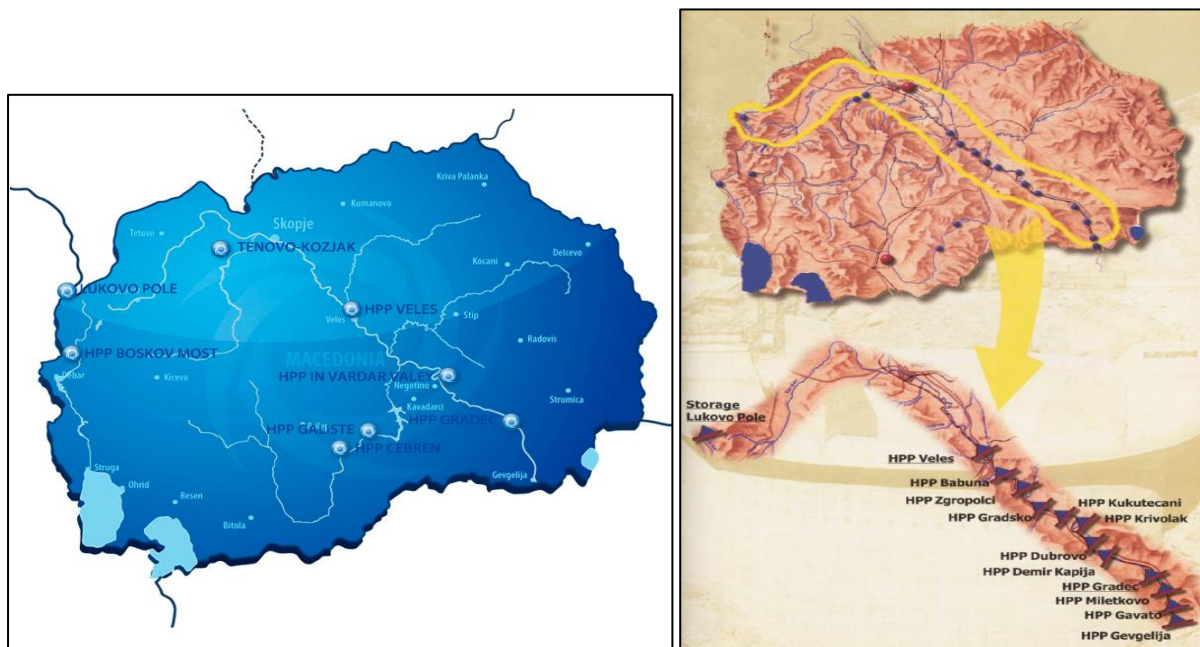 Kriva Palanka
Kumanovo
Skopje
Tetovo
TENOVO-KOZJAK
Delcevo
Kocani
LUKOVO POLE
HPP VELES
Veles
Stip
Radovis
HPP BOSKOV MOST
MACEDONIA
Debar
Kicevo
HPP IN VARDAR VALEY
Negotino
Strumica
Kavadarci
HPP GRADEC
HPP GALISTE
HPP CEBREN
Struga
Gevgelija
Ohrid
Resen
Bitola
N
Storage
Lukovo Pole
HPP Veles
HPP Babuna
HPP Zgropolci
HPP Kukutecani
HPP Gradsko
HPP Krivolak
HPP Dubrovo
HPP Demir Kapija
HPP Gradec
HPP Miletkovo
HPP Gavato
HPP Gevgelija